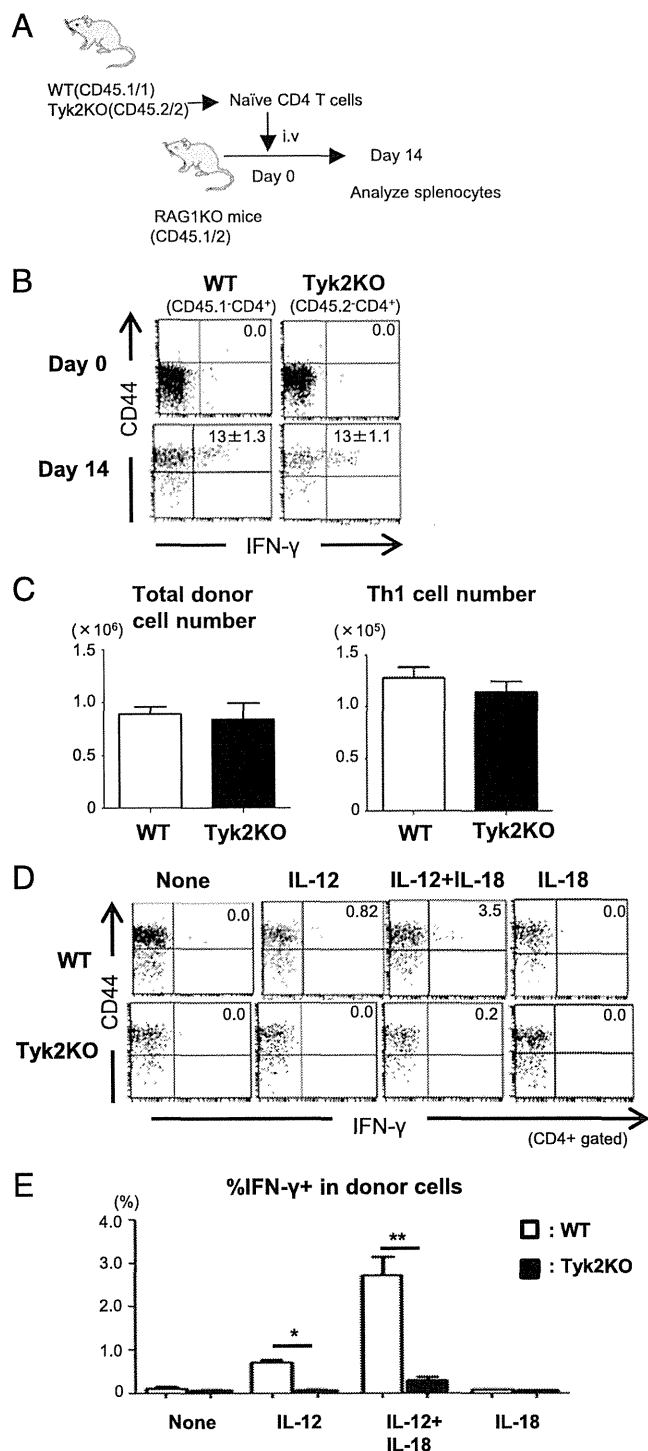 A
WT(CD45.1/1)
Tyk2KO(CD45.2/2)
Naïve CD4 T cells
i.v
Day 0
Day 14
Analyze splenocytes
RAG1KO mice
(CD45.1/2)
B
WT
(CD45.1-CD4+)
Tyk2KO
(CD45.2-CD4+)
Day 0
0.0
0.0
CD44
Day 14
13±1.3
13±1.1
IFN-γ
C
Total donor
cell number
(×10⁶)
1.5
1.0
0.5
0
WT
Tyk2KO
Th1 cell number
(×10⁵)
1.5
1.0
0.5
0
WT
Tyk2KO
D
None
IL-12
IL-12+IL-18
IL-18
WT
0.0
0.82
3.5
0.0
CD44
Tyk2KO
0.0
0.0
0.2
0.0
IFN-γ
(CD4+ gated)
E
%IFN-γ+ in donor cells
(%)
4.0
3.0
2.0
1.0
0
*
**
: WT
: Tyk2KO
None
IL-12
IL-12+
IL-18
IL-18